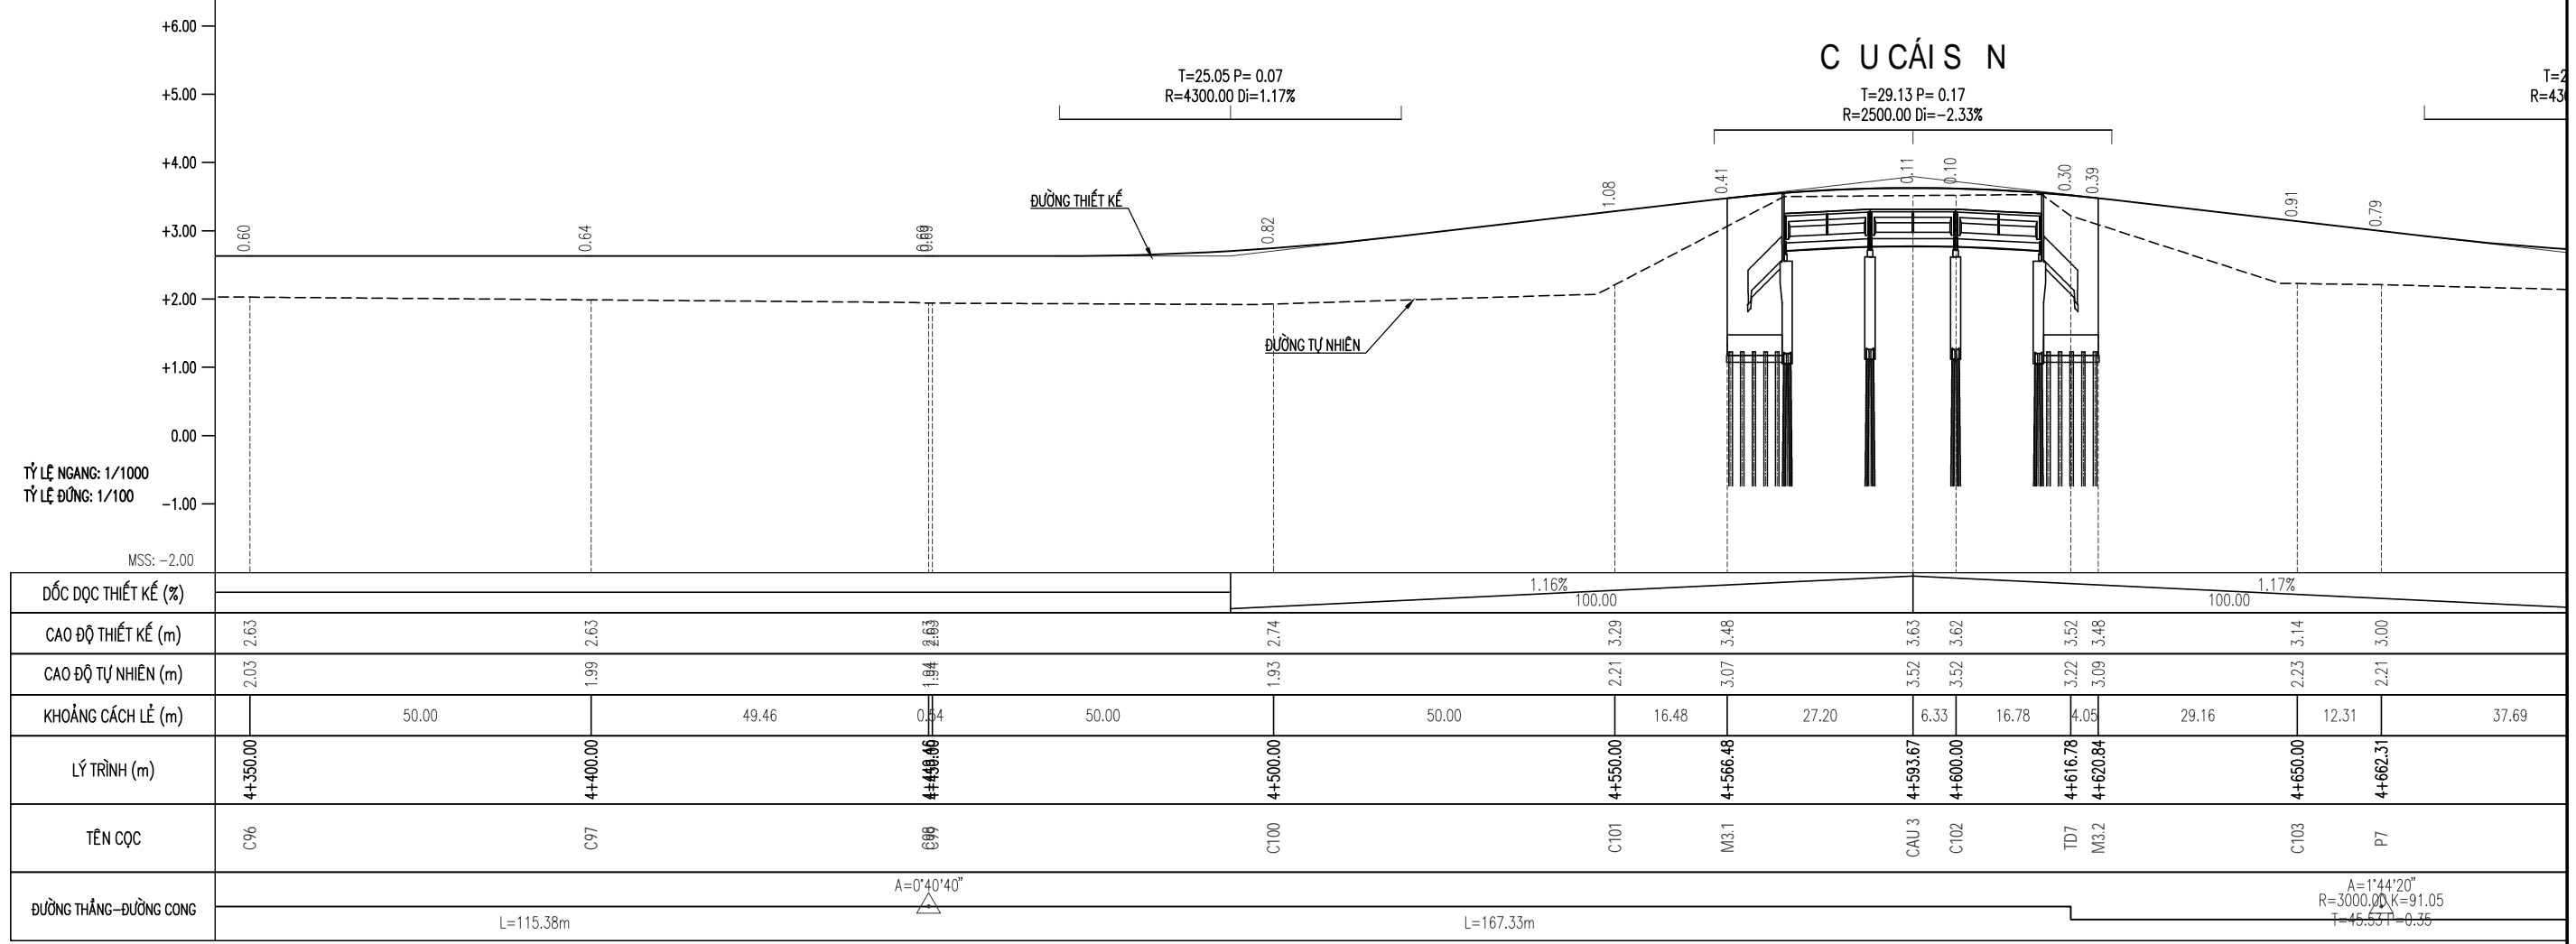 +6.00
+5.00
+4.00
+3.00
+2.00
+1.00
0.00
-1.00
TỶ LỆ NGANG: 1/1000
TỶ LỆ ĐỨNG: 1/100
MSS: -2.00
C U CÁI S N
T=25.05 P= 0.07
R=4300.00 Di=1.17%
T=29.13 P= 0.17
R=2500.00 Di=-2.33%
ĐƯỜNG THIẾT KẾ
ĐƯỜNG TỰ NHIÊN
0.60 0.64 0.69 0.82 1.08 0.41 0.11 0.10 0.30 0.39 0.91 0.79
DỐC DỌC THIẾT KẾ (%) 1.16% 100.00 1.17% 100.00
CAO ĐỘ THIẾT KẾ (m) 2.63 2.63 2.63 2.74 3.29 3.48 3.63 3.62 3.52 3.48 3.14 3.00
CAO ĐỘ TỰ NHIÊN (m) 2.03 1.99 1.94 1.93 2.21 3.07 3.52 3.52 3.22 3.09 2.23 2.21
KHOẢNG CÁCH LẺ (m) 50.00 49.46 0.54 50.00 50.00 16.48 27.20 6.33 16.78 4.05 29.16 12.31 37.69
LÝ TRÌNH (m) 4+350.00 4+400.00 4+500.00 4+550.00 4+566.48 4+593.67 4+600.00 4+616.78 4+620.84 4+650.00 4+662.31
TÊN CỌC C96 C97 C99 C100 C101 M3.1 CAU 3 C102 TD7 M3.2 C103 P7
ĐƯỜNG THẲNG-ĐƯỜNG CONG
A=0°40'40"
L=115.38m
L=167.33m
A=1°44'20"
R=3000.00 K=91.05
T=45.53 P=0.35